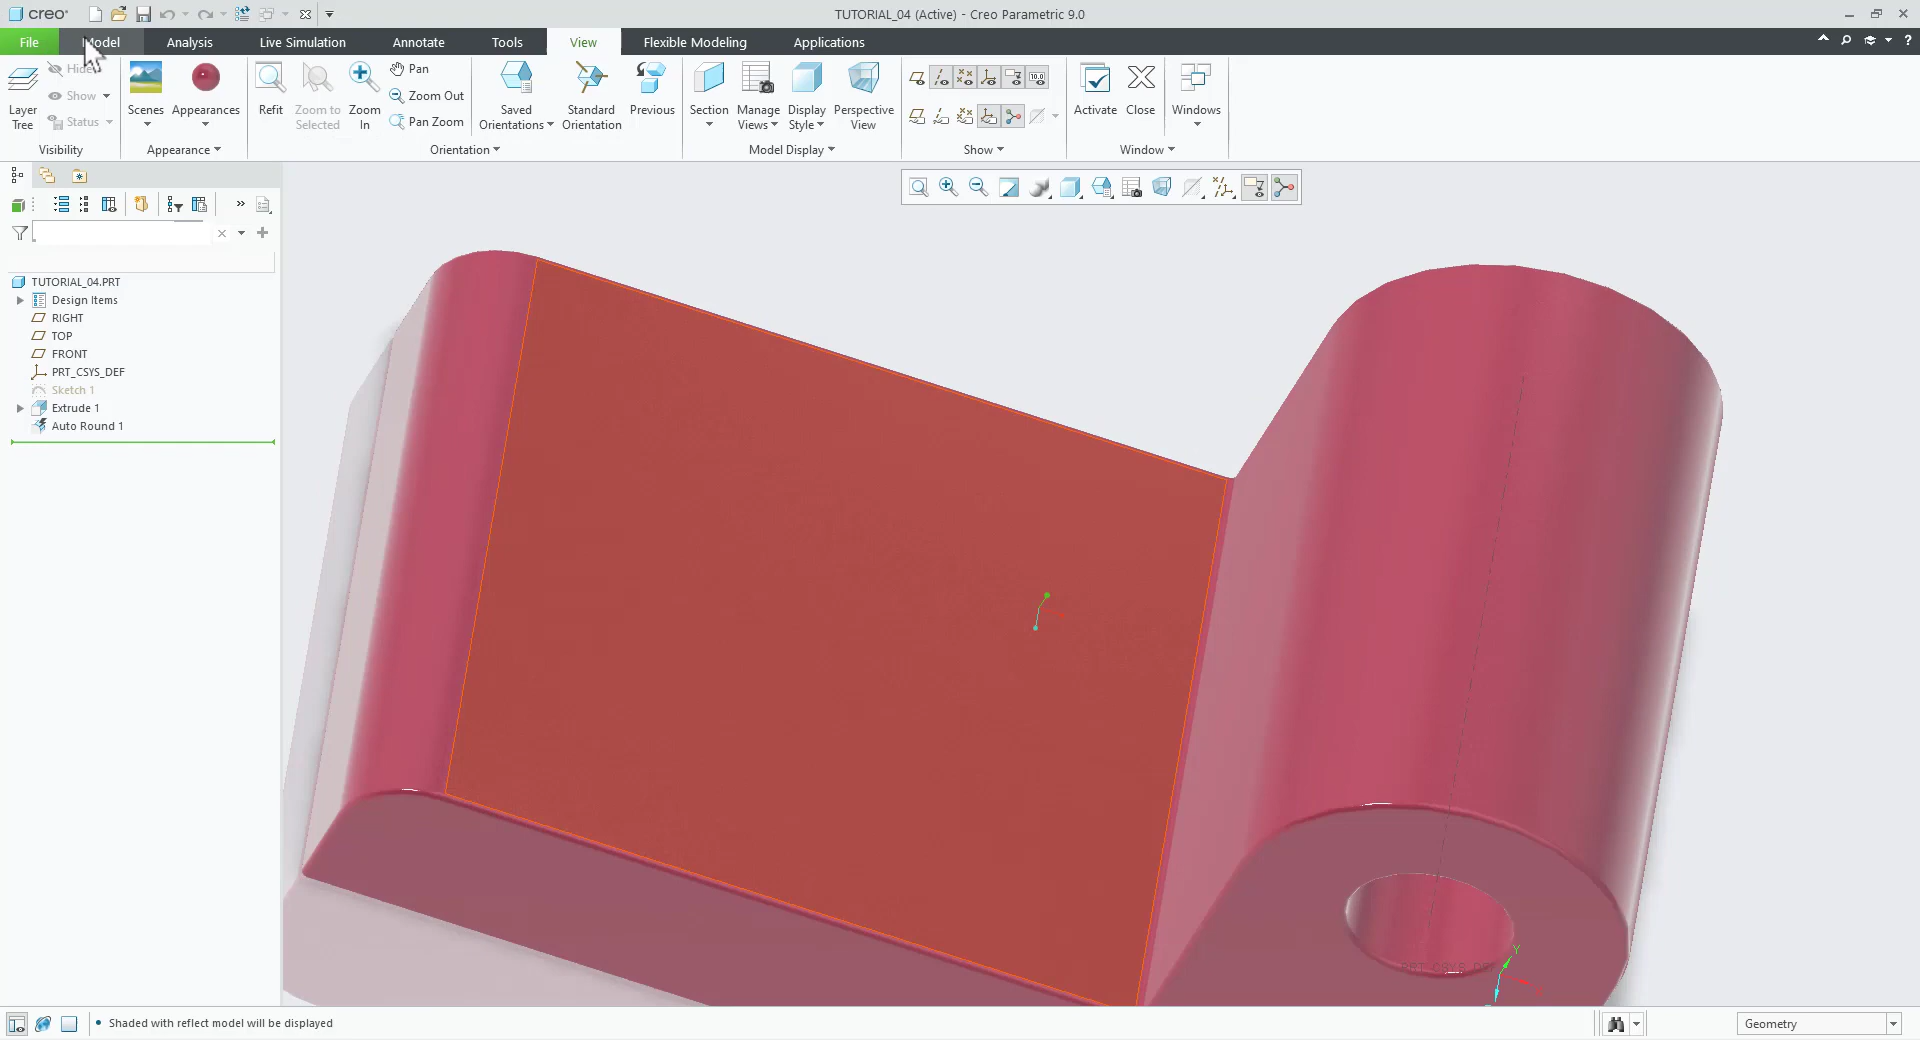 creo
TUTORIAL_04 (Active) - Creo Parametric 9.0
File Model Analysis Live Simulation Annotate Tools View Flexible Modeling Applications
Layer Tree
Hide
Show
Status
Visibility
Scenes
Appearances
Appearance
Refit
Zoom to Selected
Zoom In
Pan
Zoom Out
Pan Zoom
Saved Orientations
Standard Orientation
Previous
Orientation
Section
Manage Views
Display Style
Perspective View
Model Display
10.0
Show
Activate
Close
Windows
Window
TUTORIAL_04.PRT
Design Items
RIGHT
TOP
FRONT
PRT_CSYS_DEF
Sketch 1
Extrude 1
Auto Round 1
PRT_CSYS_DEF
Y
Shaded with reflect model will be displayed
Geometry